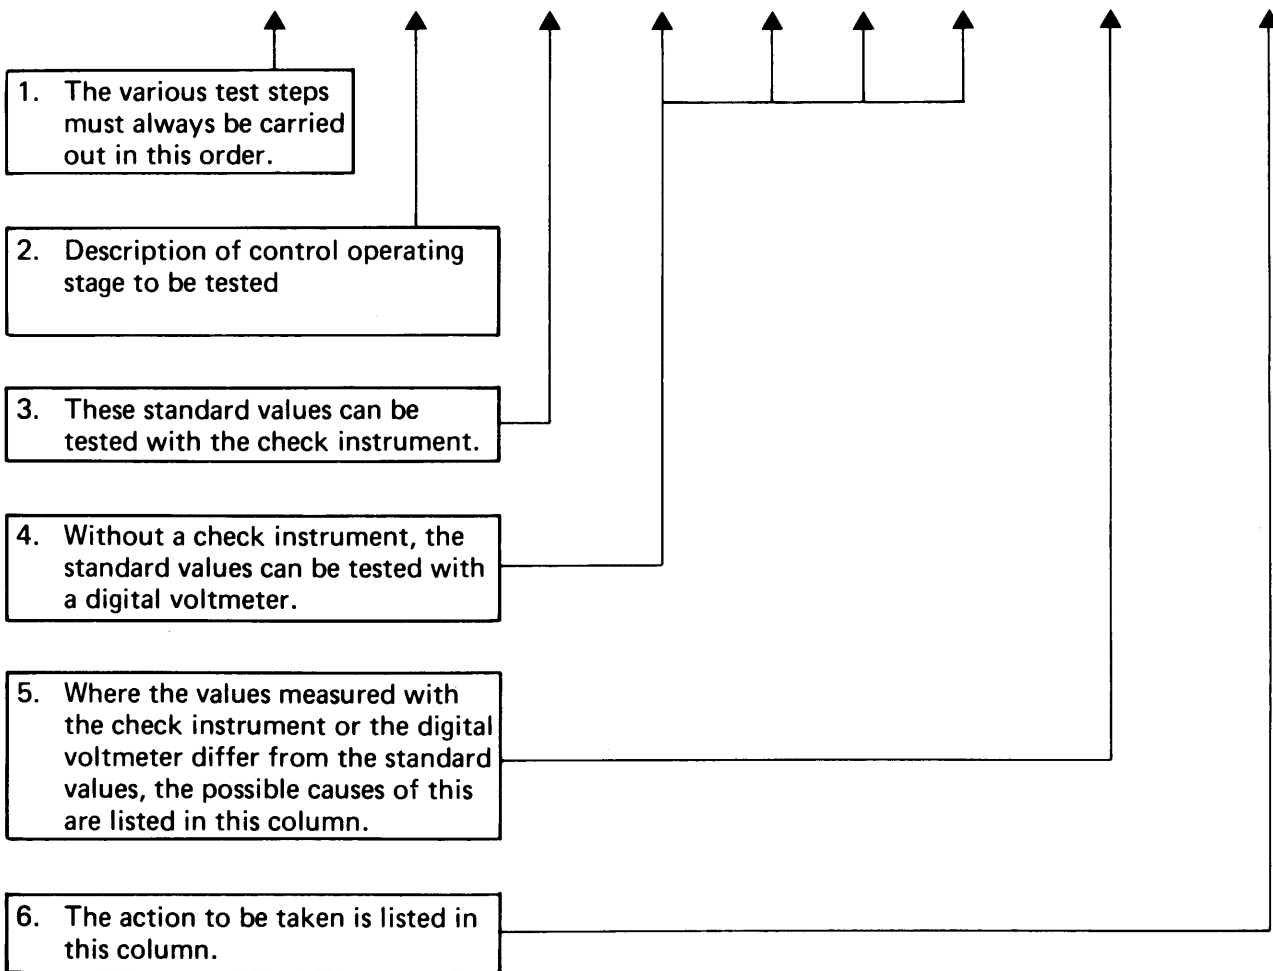 1. The various test steps
must always be carried
out in this order.
2. Description of control operating
stage to be tested
3. These standard values can be
tested with the check instrument.
4. Without a check instrument, the
standard values can be tested with
a digital voltmeter.
5. Where the values measured with
the check instrument or the digital
voltmeter differ from the standard
values, the possible causes of this
are listed in this column.
6. The action to be taken is listed in
this column.